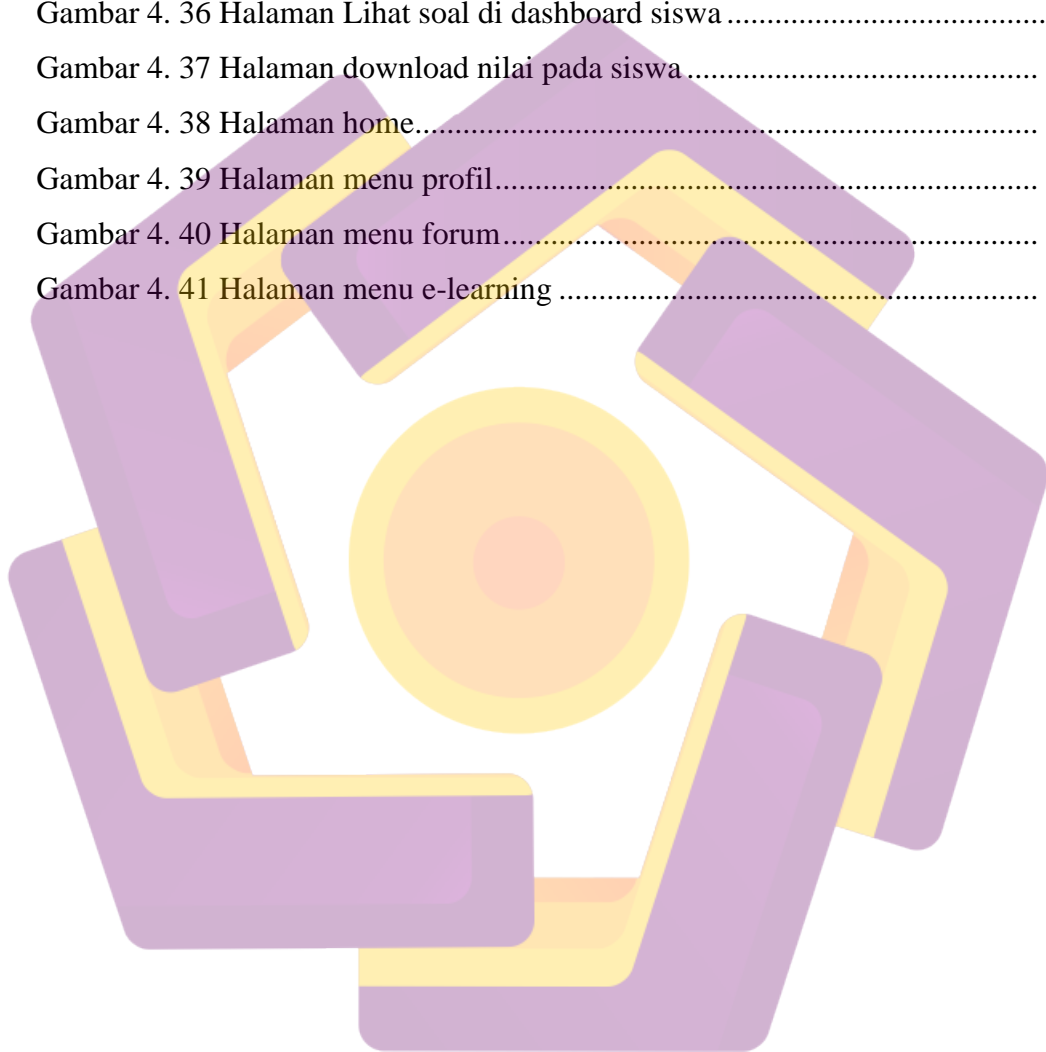 Gambar 4. 36 Halaman Lihat soal di dashboard siswa ........................................
Gambar 4. 37 Halaman download nilai pada siswa ............................................
Gambar 4. 38 Halaman home..............................................................................
Gambar 4. 39 Halaman menu profil....................................................................
Gambar 4. 40 Halaman menu forum...................................................................
Gambar 4. 41 Halaman menu e-learning ............................................................